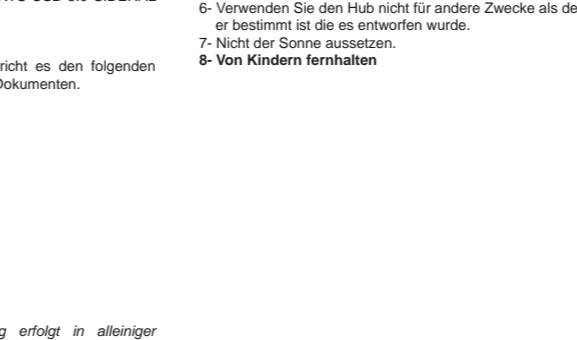 richt es den folgenden
Dokumenten.
g erfolgt in alleiniger
6- Verwenden Sie den Hub nicht für andere Zwecke als de
er bestimmt ist die es entworfen wurde.
7- Nicht der Sonne aussetzen.
8- Von Kindern fernhalten